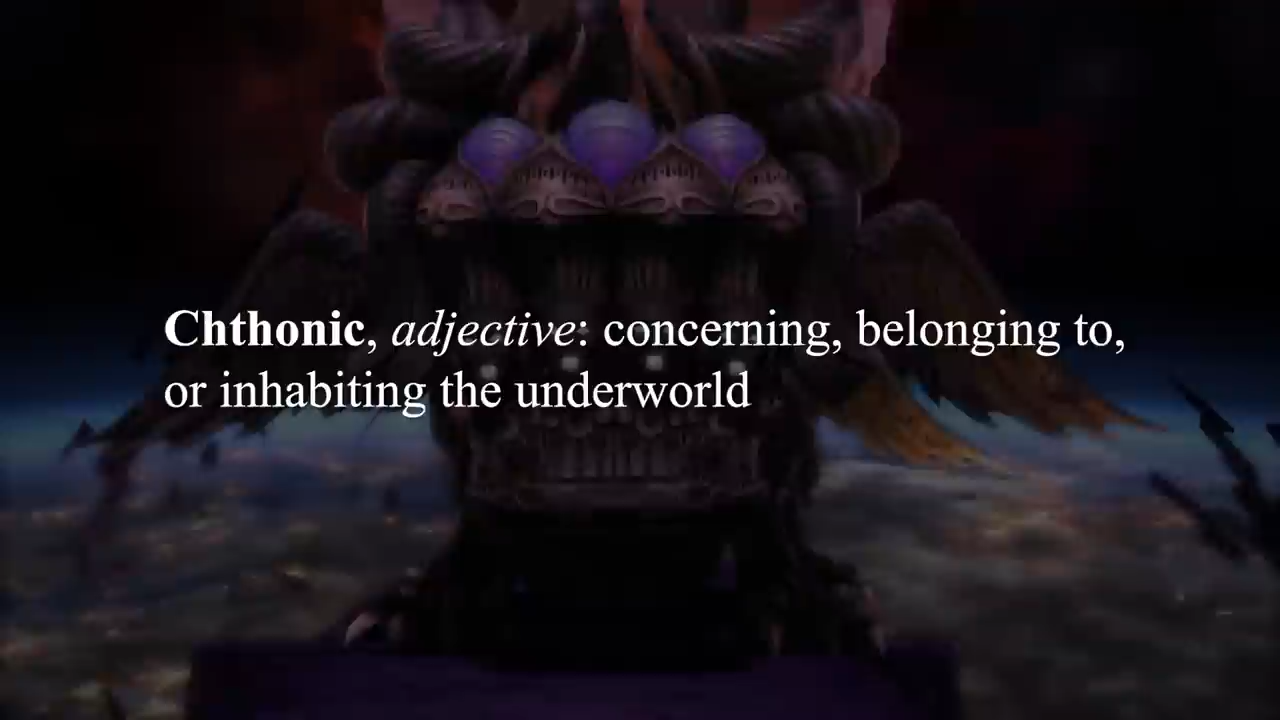 Chthonic, adjective: concerning, belonging to,
or inhabiting the underworld